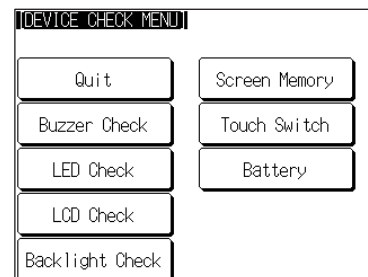 [DEVICE CHECK MENU]
Quit
Screen Memory
Buzzer Check
Touch Switch
LED Check
Battery
LCD Check
Backlight Check